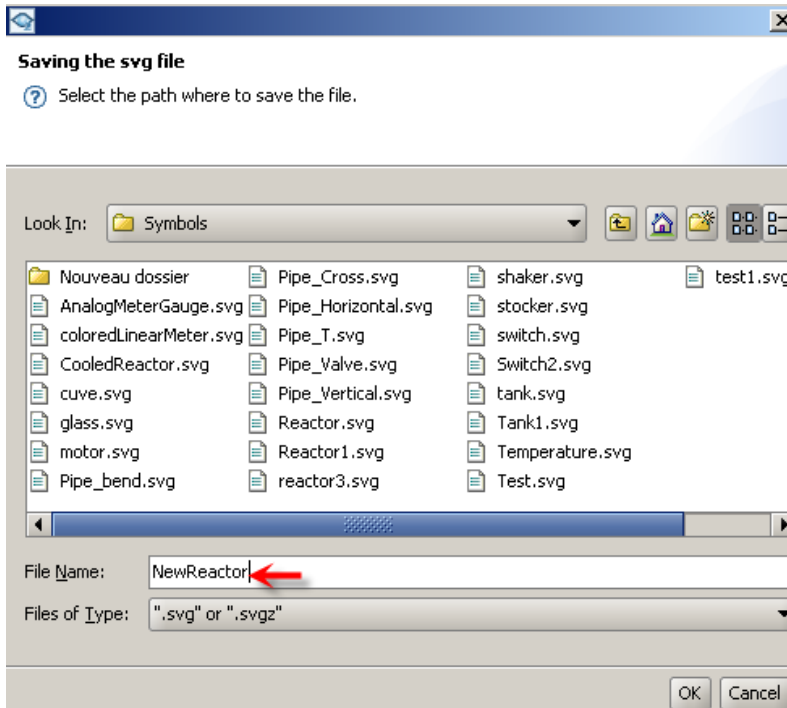 Saving the svg file
Select the path where to save the file.
Look In: Symbols
Nouveau dossier
AnalogMeterGauge.svg
coloredLinearMeter.svg
CooledReactor.svg
cuve.svg
glass.svg
motor.svg
Pipe_bend.svg
Pipe_Cross.svg
Pipe_Horizontal.svg
Pipe_T.svg
Pipe_Valve.svg
Pipe_Vertical.svg
Reactor.svg
Reactor1.svg
reactor3.svg
shaker.svg
stocker.svg
switch.svg
Switch2.svg
tank.svg
Tank1.svg
Temperature.svg
Test.svg
test1.svg
File Name: NewReactor
Files of Type: ".svg" or ".svgz"
OK Cancel